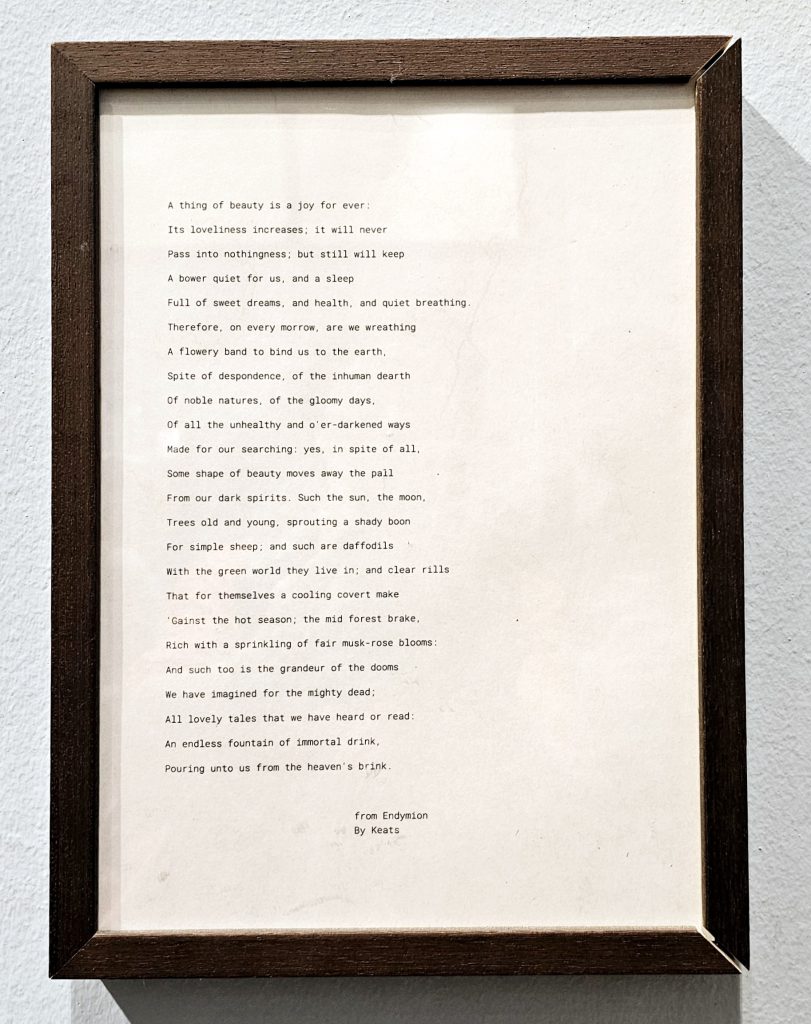 A thing of beauty is a joy for ever:
Its loveliness increases; it will never
Pass into nothingness; but still will keep
A bower quiet for us, and a sleep
Full of sweet dreams, and health, and quiet breathing.
Therefore, on every morrow, are we wreathing
A flowery band to bind us to the earth,
Spite of despondence, of the inhuman dearth
Of noble natures, of the gloomy days,
Of all the unhealthy and o'er-darkened ways
Made for our searching: yes, in spite of all,
Some shape of beauty moves away the pall
From our dark spirits. Such the sun, the moon,
Trees old and young, sprouting a shady boon
For simple sheep; and such are daffodils
With the green world they live in; and clear rills
That for themselves a cooling covert make
'Gainst the hot season; the mid forest brake,
Rich with a sprinkling of fair musk-rose blooms:
And such too is the grandeur of the dooms
We have imagined for the mighty dead;
All lovely tales that we have heard or read:
An endless fountain of immortal drink,
Pouring unto us from the heaven's brink.
from Endymion
By Keats